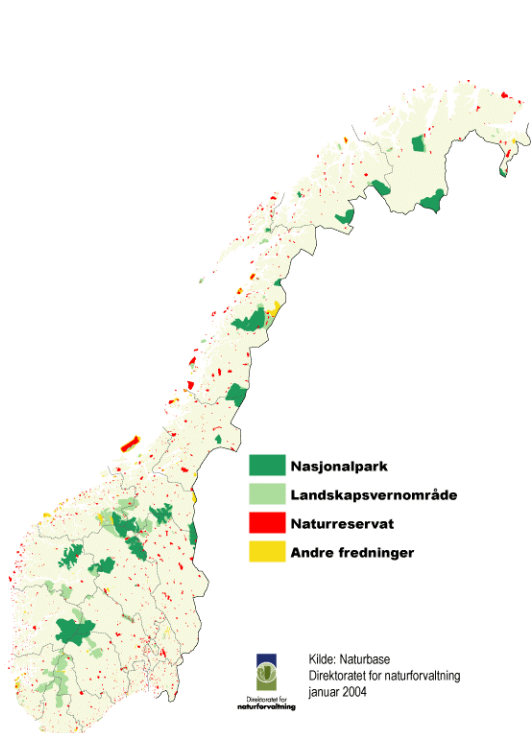 Nasjonalpark
Landskapsvernområde
Naturreservat
Andre fredninger
Kilde: Naturbase
Direktoratet for naturforvaltning
januar 2004
Direktoratet for
naturforvaltning